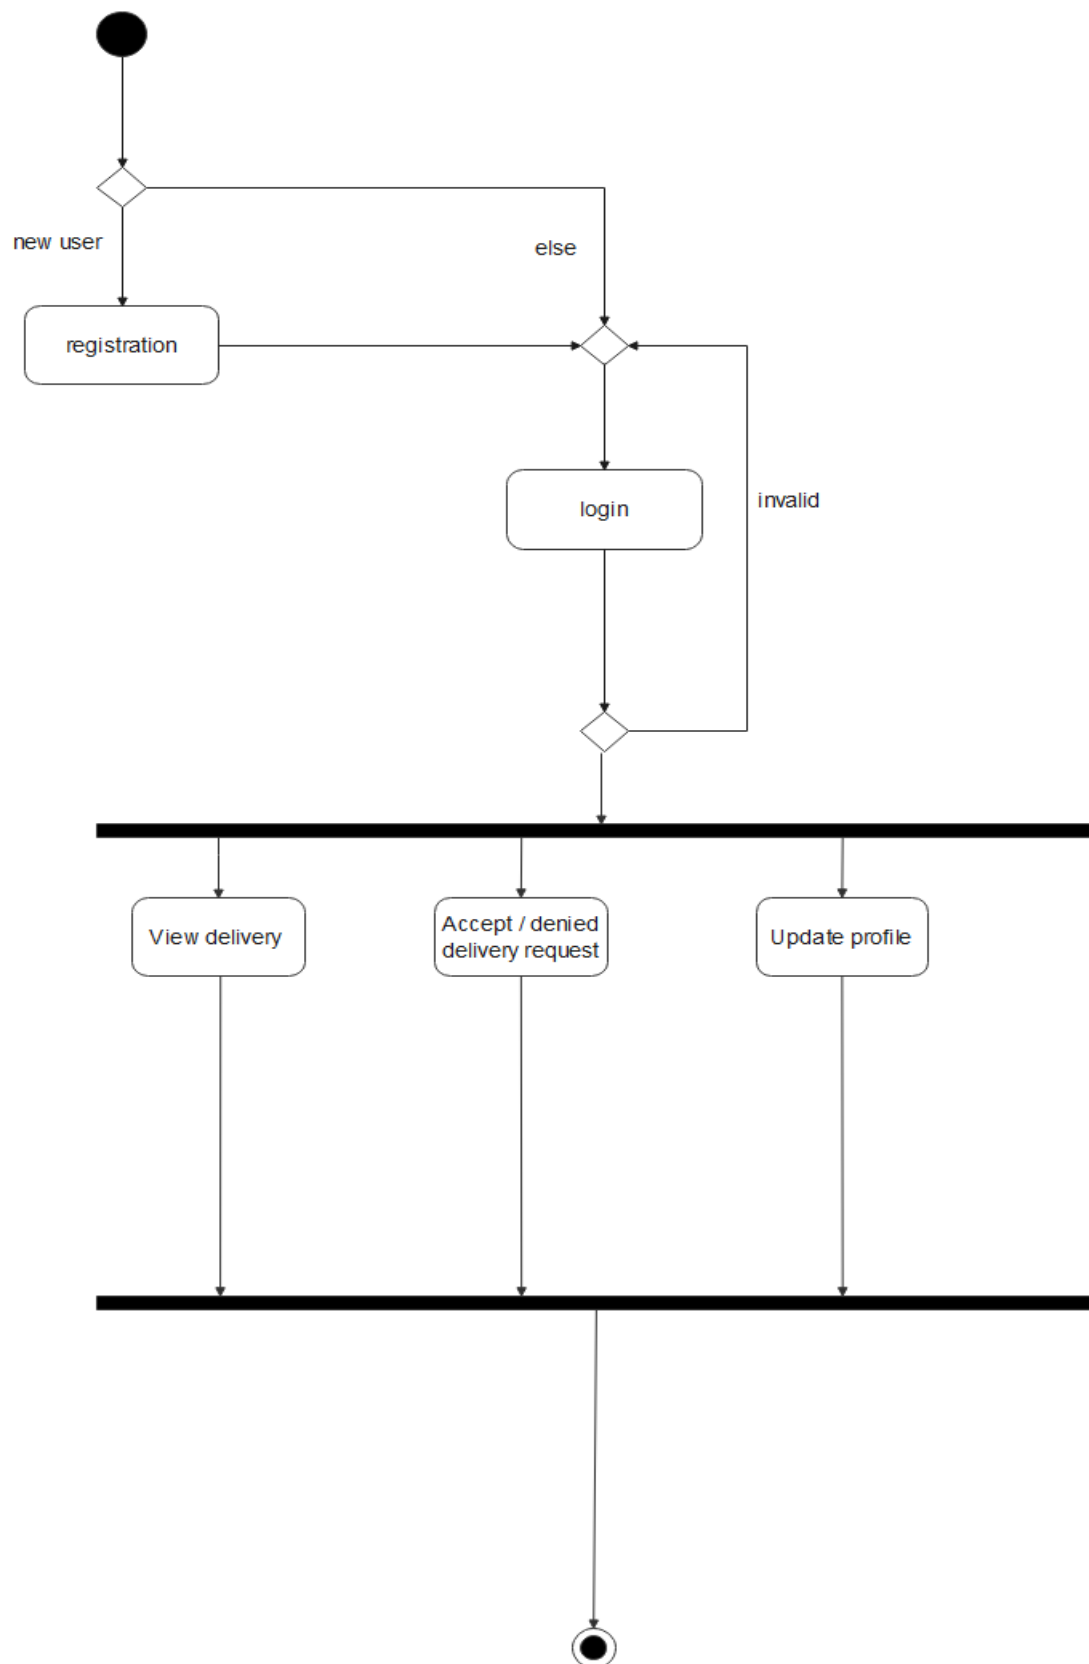 new user
else
registration
login
invalid
View delivery
Accept / denied
delivery request
Update profile